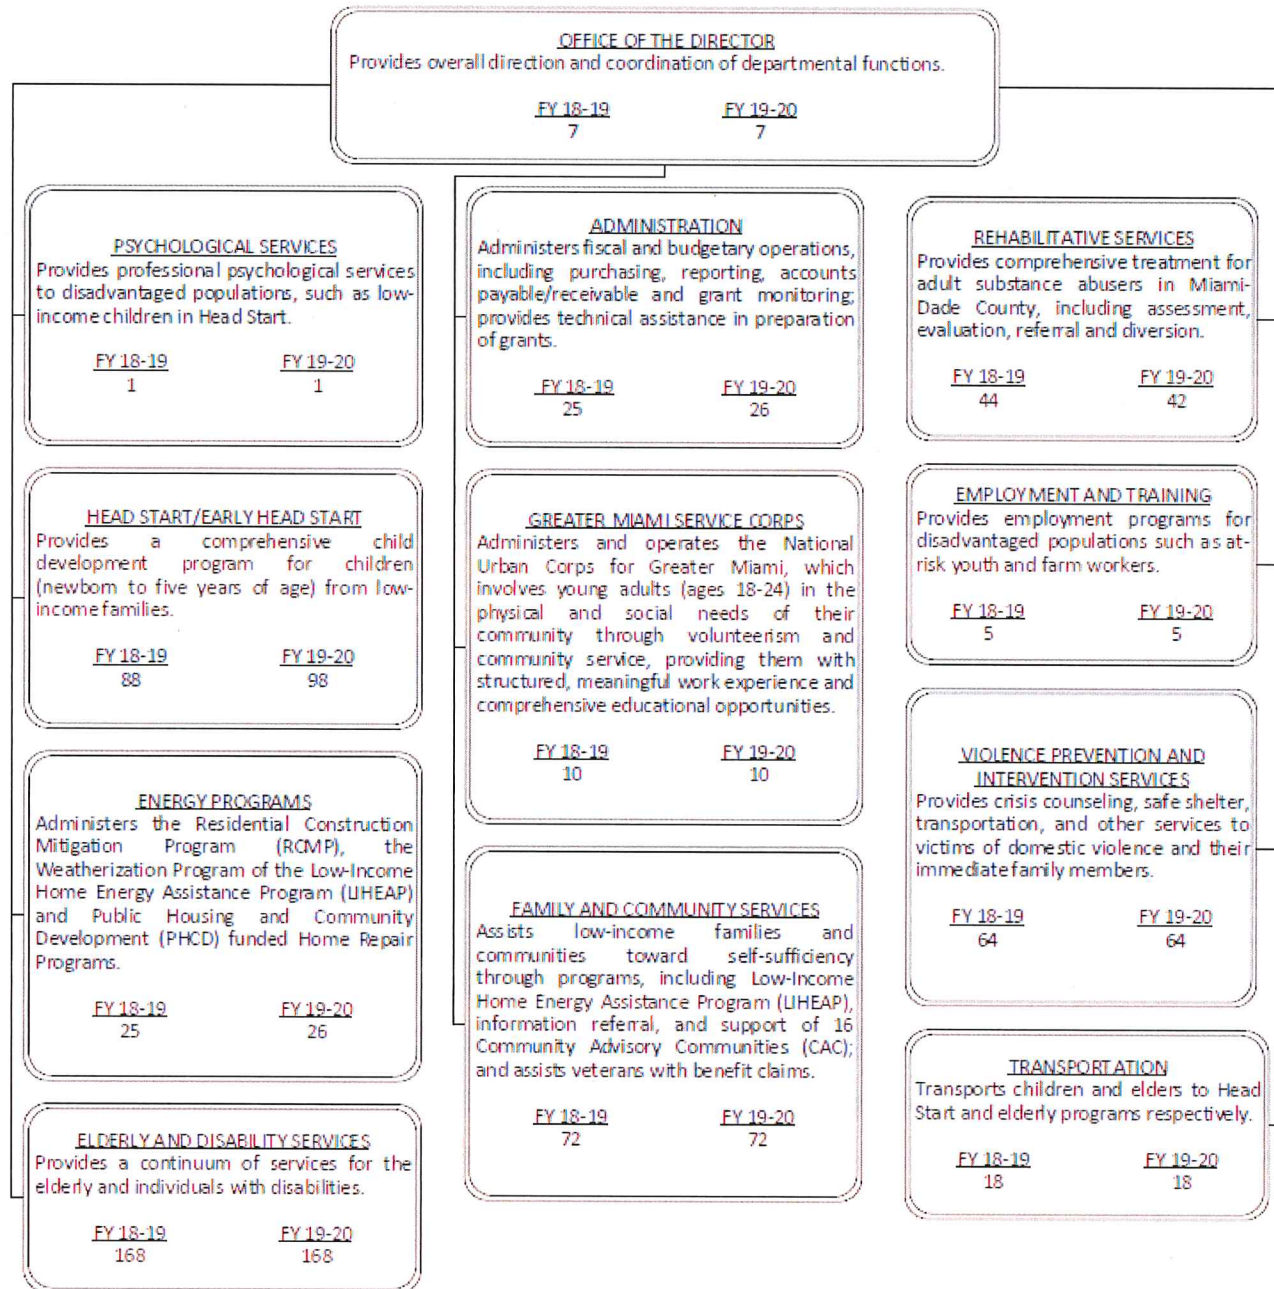 OFFICE OF THE DIRECTOR
Provides overall direction and coordination of departmental functions.
FY 18-19 FY 19-20
7 7
PSYCHOLOGICAL SERVICES
Provides professional psychological services
to disadvantaged populations, such as low-
income children in Head Start.
FY 18-19 FY 19-20
1 1
HEAD START/EARLY HEAD START
Provides a comprehensive child
development program for children
(newborn to five years of age) from low-
income families.
FY 18-19 FY 19-20
88 98
ENERGY PROGRAMS
Administers the Residential Construction
Mitigation Program (RCMP), the
Weatherization Program of the Low-Income
Home Energy Assistance Program (LIHEAP)
and Public Housing and Community
Development (PHCD) funded Home Repair
Programs.
FY 18-19 FY 19-20
25 26
ELDERLY AND DISABILITY SERVICES
Provides a continuum of services for the
elderly and individuals with disabilities.
FY 18-19 FY 19-20
168 168
ADMINISTRATION
Administers fiscal and budgetary operations,
including purchasing, reporting, accounts
payable/receivable and grant monitoring;
provides technical assistance in preparation
of grants.
FY 18-19 FY 19-20
25 26
GREATER MIAMI SERVICE CORPS
Administers and operates the National
Urban Corps for Greater Miami, which
involves young adults (ages 18-24) in the
physical and social needs of their
community through volunteerism and
community service, providing them with
structured, meaningful work experience and
comprehensive educational opportunities.
FY 18-19 FY 19-20
10 10
FAMILY AND COMMUNITY SERVICES
Assists low-income families and
communities toward self-sufficiency
through programs, including Low-Income
Home Energy Assistance Program (LIHEAP),
information referral, and support of 16
Community Advisory Communities (CAC);
and assists veterans with benefit claims.
FY 18-19 FY 19-20
72 72
REHABILITATIVE SERVICES
Provides comprehensive treatment for
adult substance abusers in Miami-
Dade County, including assessment,
evaluation, referral and diversion.
FY 18-19 FY 19-20
44 42
EMPLOYMENT AND TRAINING
Provides employment programs for
disadvantaged populations such as at-
risk youth and farm workers.
FY 18-19 FY 19-20
5 5
VIOLENCE PREVENTION AND
INTERVENTION SERVICES
Provides crisis counseling, safe shelter,
transportation, and other services to
victims of domestic violence and their
immediate family members.
FY 18-19 FY 19-20
64 64
TRANSPORTATION
Transports children and elders to Head
Start and elderly programs respectively.
FY 18-19 FY 19-20
18 18